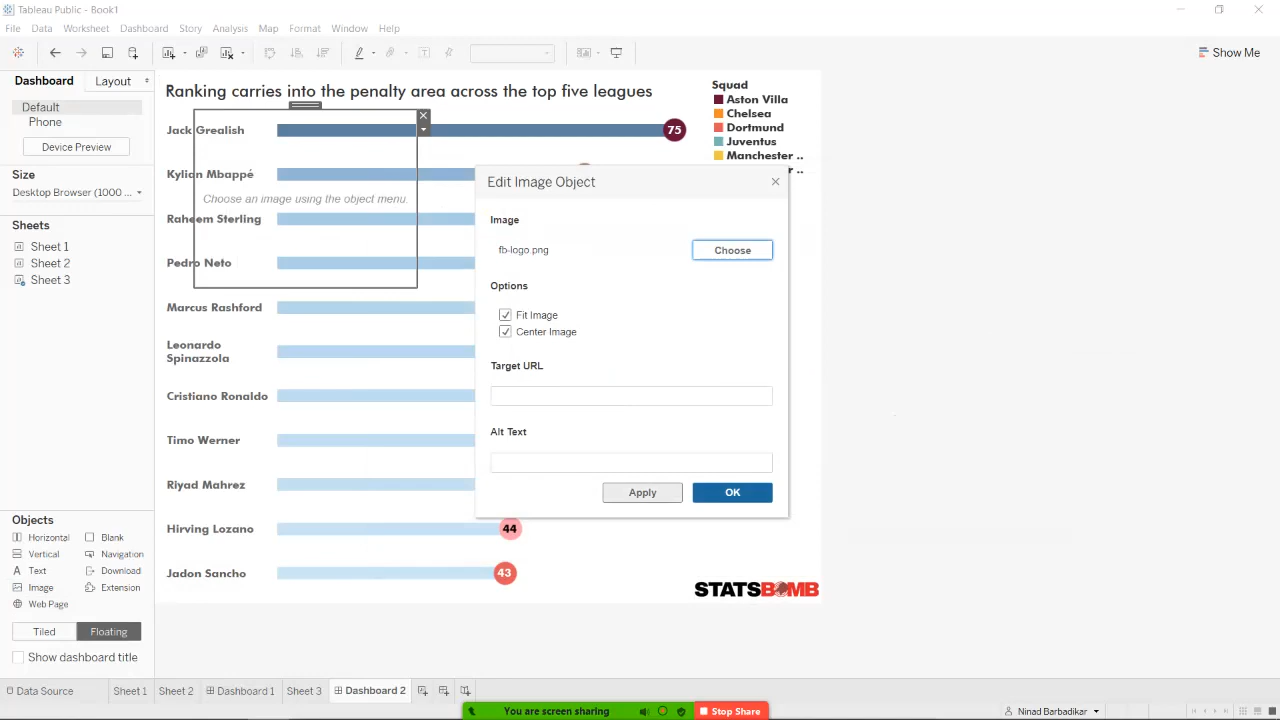 Tableau Public - Book1
File Data Worksheet Dashboard Story Analysis Map Format Window Help
Show Me
Dashboard Layout
Default
Phone
Device Preview
Size
Desktop Browser (1000 ...
Sheets
Sheet 1
Sheet 2
Sheet 3
Objects
Horizontal Blank
Vertical Navigation
Text Download
Image Extension
Web Page
Tiled Floating
Show dashboard title
Ranking carries into the penalty area across the top five leagues
Jack Grealish 75
Kylian Mbappé
Choose an image using the object menu.
Raheem Sterling
Pedro Neto
Marcus Rashford
Leonardo
Spinazzola
Cristiano Ronaldo
Timo Werner
Riyad Mahrez
Hirving Lozano 44
Jadon Sancho 43
Squad
Aston Villa
Chelsea
Dortmund
Juventus
Manchester ..
r ..
Edit Image Object
Image
fb-logo.png Choose
Options
Fit Image
Center Image
Target URL
Alt Text
Apply OK
STATSBOMB
Data Source Sheet 1 Sheet 2 Dashboard 1 Sheet 3 Dashboard 2
You are screen sharing Stop Share
Ninad Barbadikar